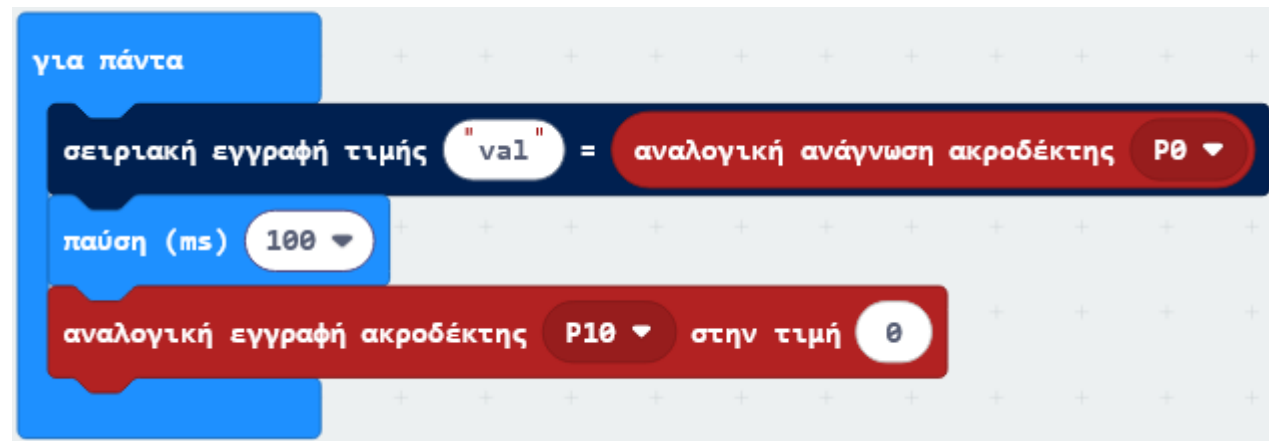 για πάντα
σειριακή εγγραφή τιμής "val" = αναλογική ανάγνωση ακροδέκτης P0
παύση (ms) 100
αναλογική εγγραφή ακροδέκτης P10 στην τιμή 0